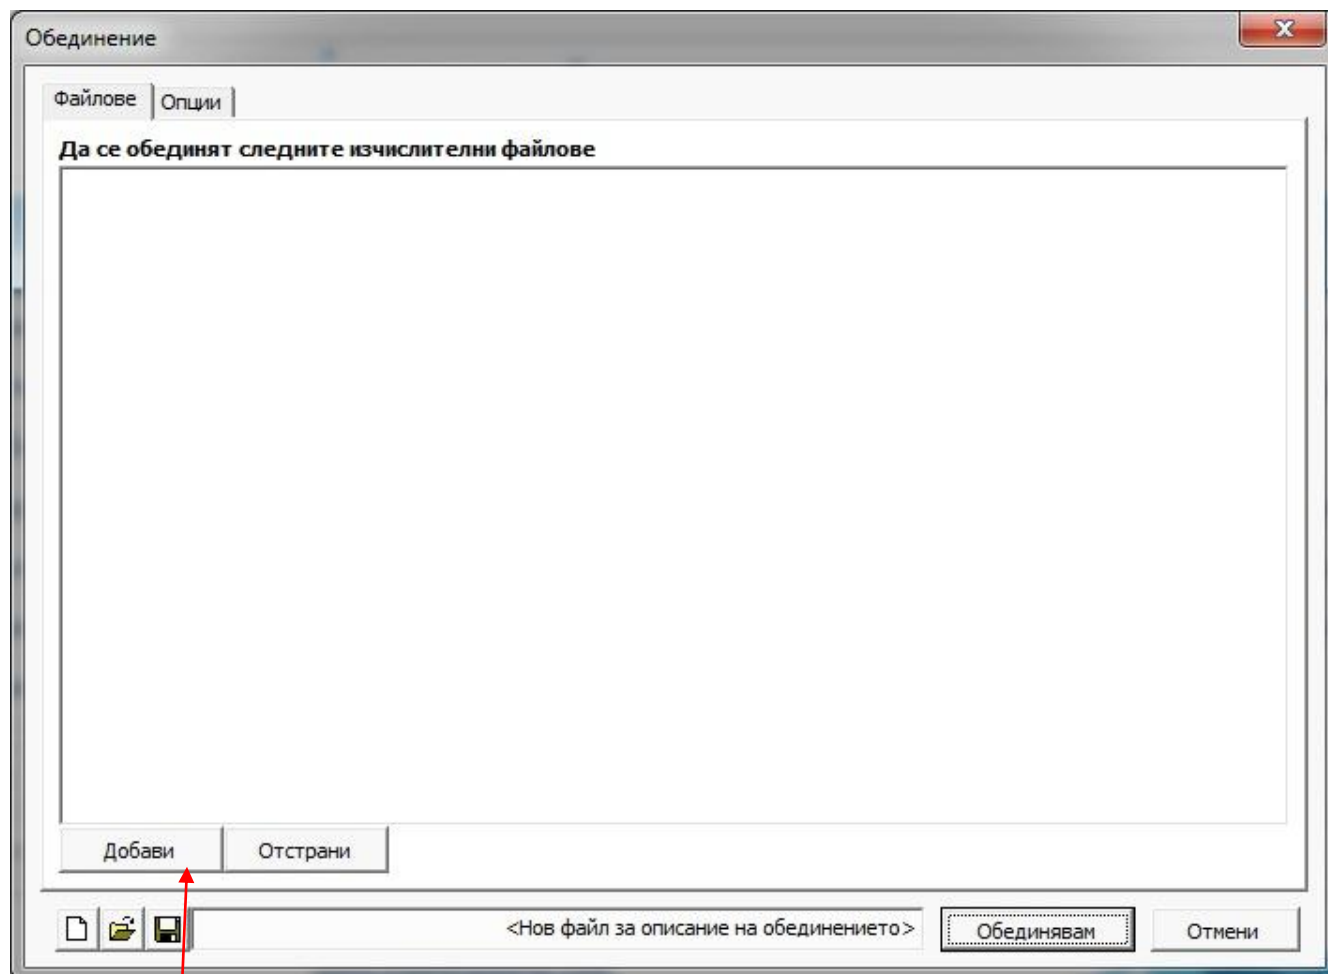 Обединение
Файлове Опции
Да се обединят следните изчислителни файлове
Добави Отстрани
<Нов файл за описание на обединението> Обединявам Отмени